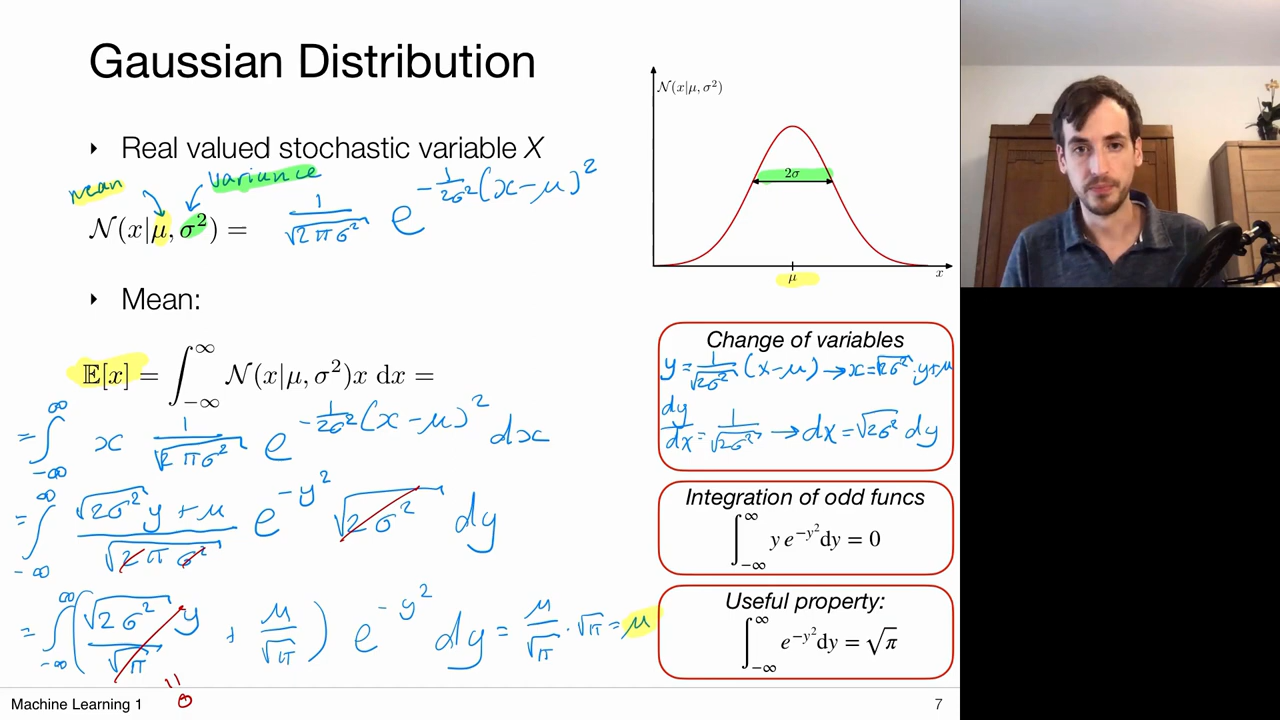 Gaussian Distribution
‣ Real valued stochastic variable X
mean variance
𝒩(x|μ, σ²) = 1/√(2πσ²) e^(-1/(2σ²)(x-μ)²)
‣ Mean:
𝔼[x] = ∫_{-∞}^{∞} 𝒩(x|μ, σ²)x dx =
= ∫_{-∞}^{∞} x 1/√(2πσ²) e^(-1/(2σ²)(x-μ)²) dx
= ∫_{-∞}^{∞} (√(2σ²) y + μ)/√(2πσ²) e^(-y²) √(2σ²) dy
= ∫_{-∞}^{∞} (√(2σ²)/√π y + μ/√π) e^(-y²) dy = μ/√π · √π = μ
" 0
𝒩(x|μ, σ²)
2σ
μ
x
Change of variables
y = 1/√(2σ²) (x-μ) → x = √(2σ²) · y + μ
dy/dx = 1/√(2σ²) → dx = √(2σ²) dy
Integration of odd funcs
∫_{-∞}^{∞} y e^(-y²) dy = 0
Useful property:
∫_{-∞}^{∞} e^(-y²) dy = √π
Machine Learning 1
7